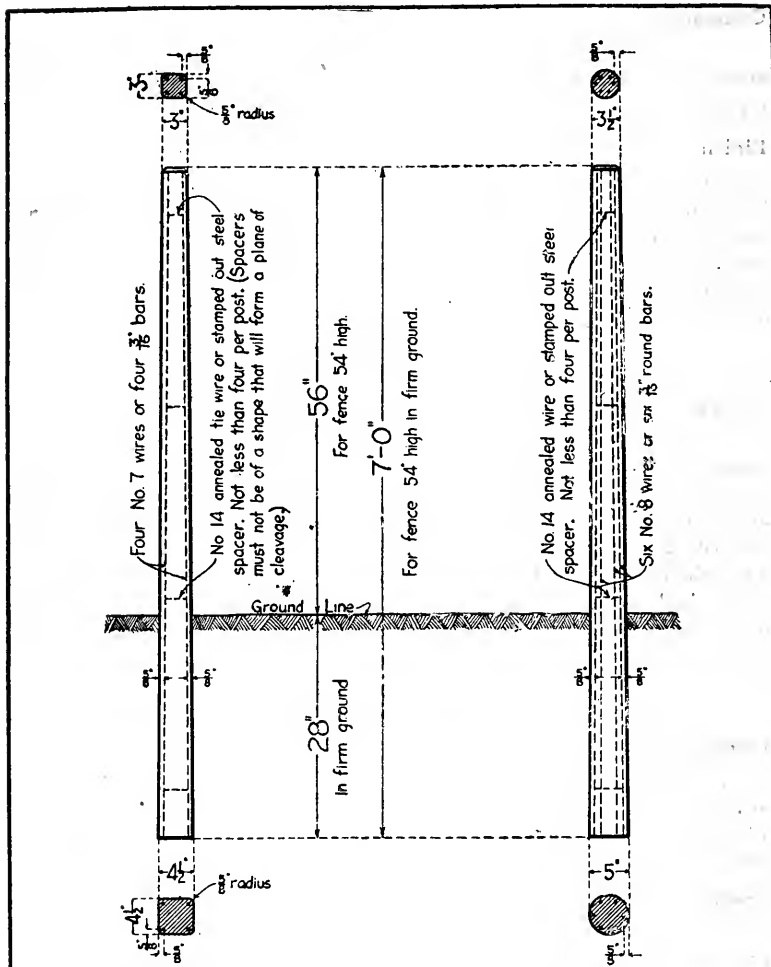 5/8"
3"
5/8"
5/8" radius
3"
5/8"
3 1/2"
Four No. 7 wires or four 3/16" bars.
No 14 annealed tie wire or stamped out steel
spacer. Not less than four per post. (Spacers
must not be of a shape that will form a plane of
cleavage.)
56"
For fence 54" high.
7'-0"
For fence 54" high in firm ground.
No. 14 annealed wire or stamped out steel
spacer. Not less than four per post.
Six No. 8 wires or six 3/16" round bars.
Ground Line
5/8"
5/8"
28"
In firm ground
5/8"
5/8"
4 1/2"
5"
5/8" radius
4 1/2"
5/8"
5/8"
5/8"